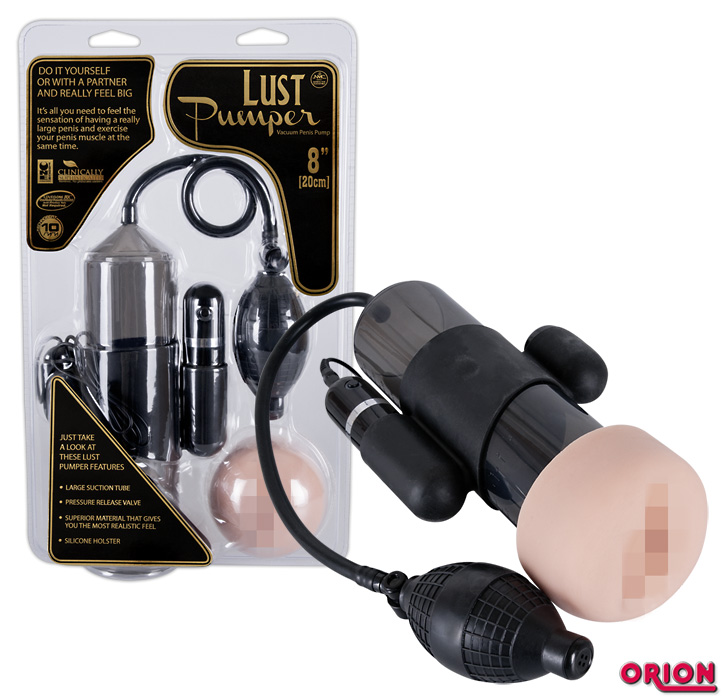 DO IT YOURSELF
OR WITH A PARTNER
AND REALLY FEEL BIG
It's all you need to feel the
sensation of having a really
large penis and exercise
your penis muscle at the
same time.
CLINICALLY
10
LUST
Pumper
Vacuum Penis Pump
8"
[20cm]
JUST TAKE
A LOOK AT
THESE LUST
PUMPER FEATURES
• LARGE SUCTION TUBE
• PRESSURE RELEASE VALVE
• SUPERIOR MATERIAL THAT GIVES
YOU THE MOST REALISTIC FEEL
• SILICONE HOLSTER
ORION